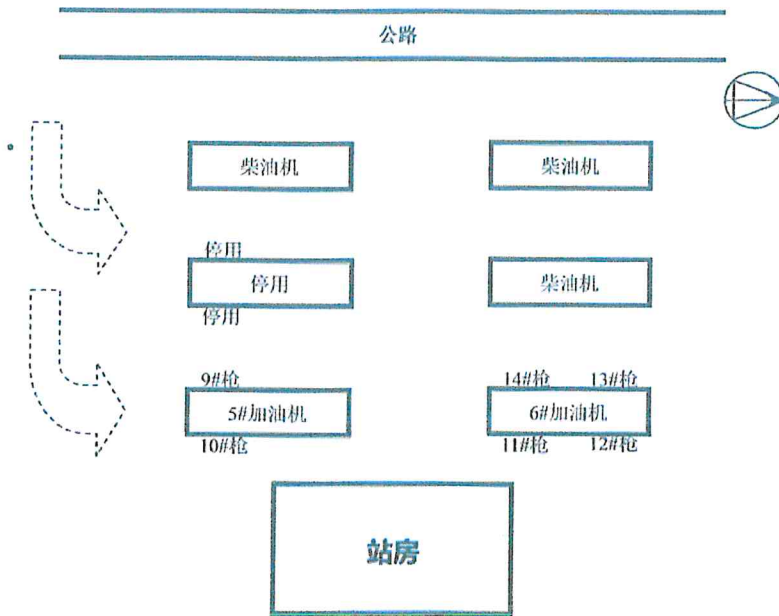 公路
柴油机 柴油机
停用
停用 柴油机
停用
9#枪 14#枪 13#枪
5#加油机 6#加油机
10#枪 11#枪 12#枪
站房